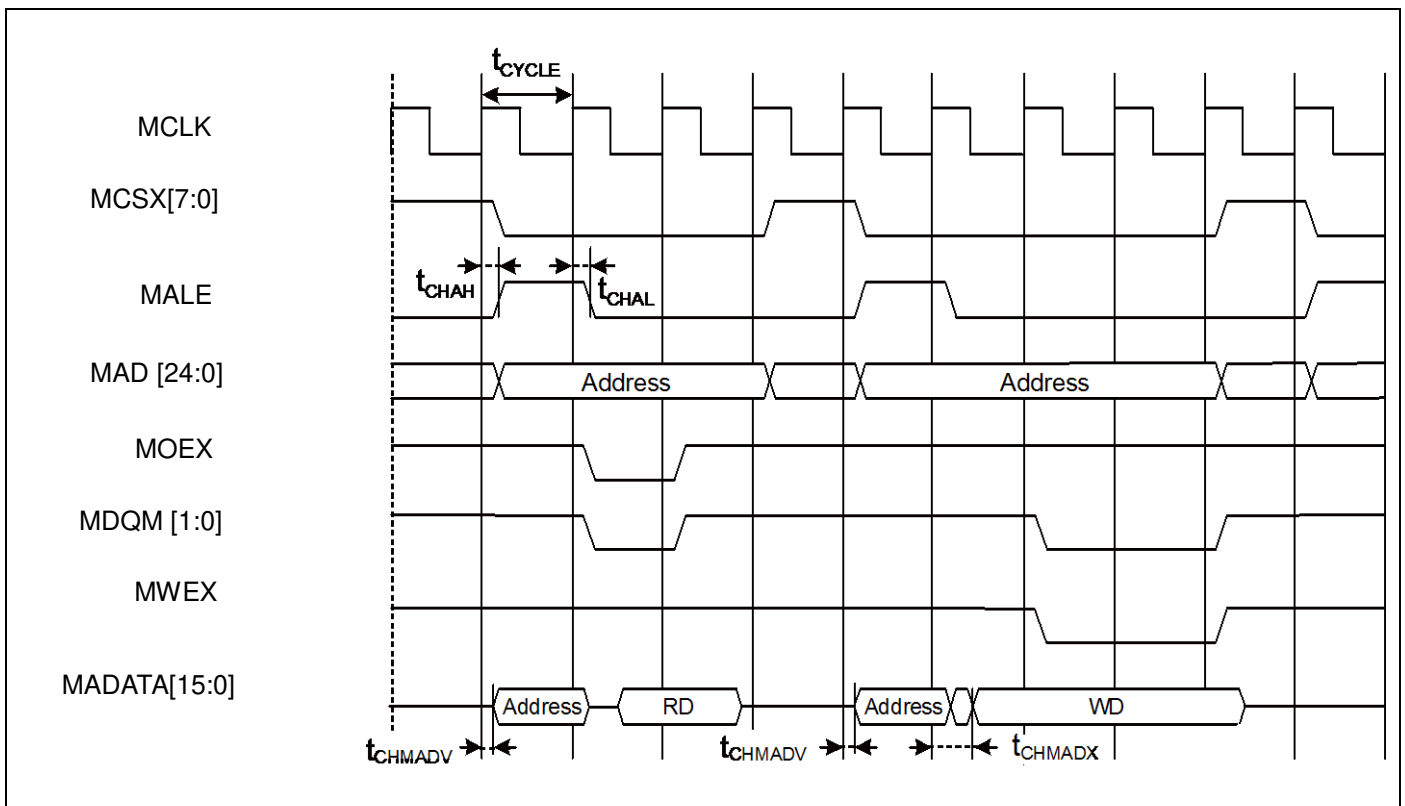 tCYCLE
MCLK
MCSX[7:0]
tCHAH
tCHAL
MALE
MAD [24:0]
Address
Address
MOEX
MDQM [1:0]
MWEX
MADATA[15:0]
Address
RD
Address
WD
tCHMADV
tCHMADV
tCHMADX